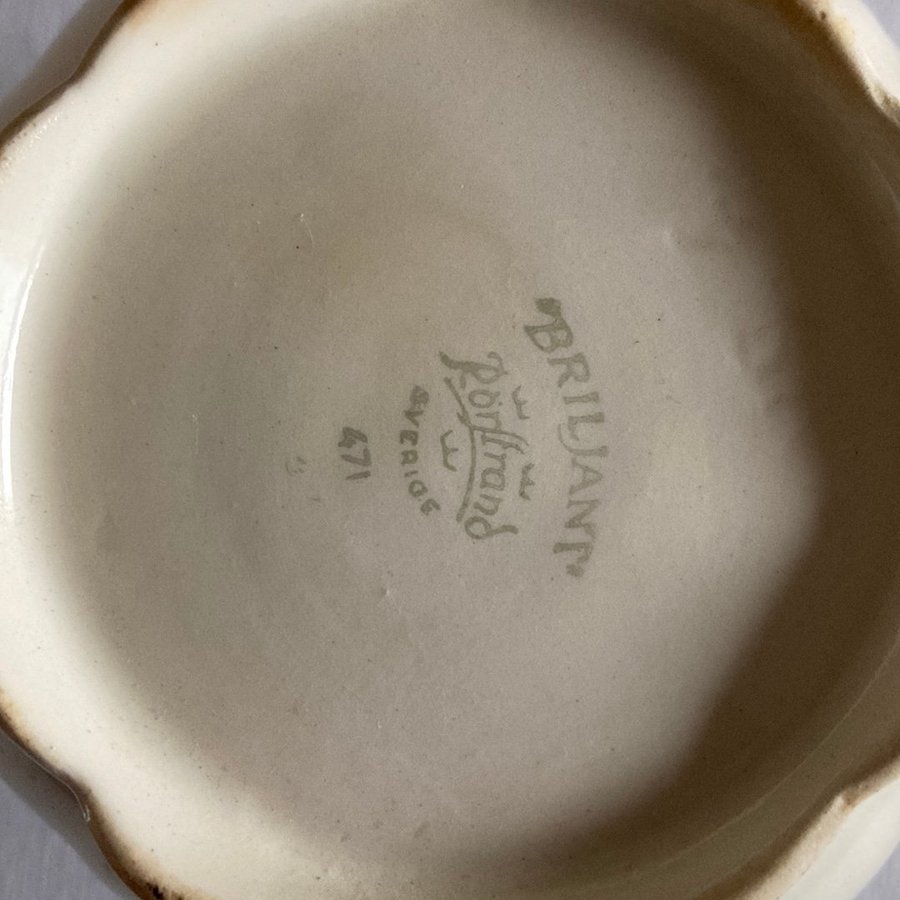 "BRILJANT"
Rörstrand
SVERIGE
471